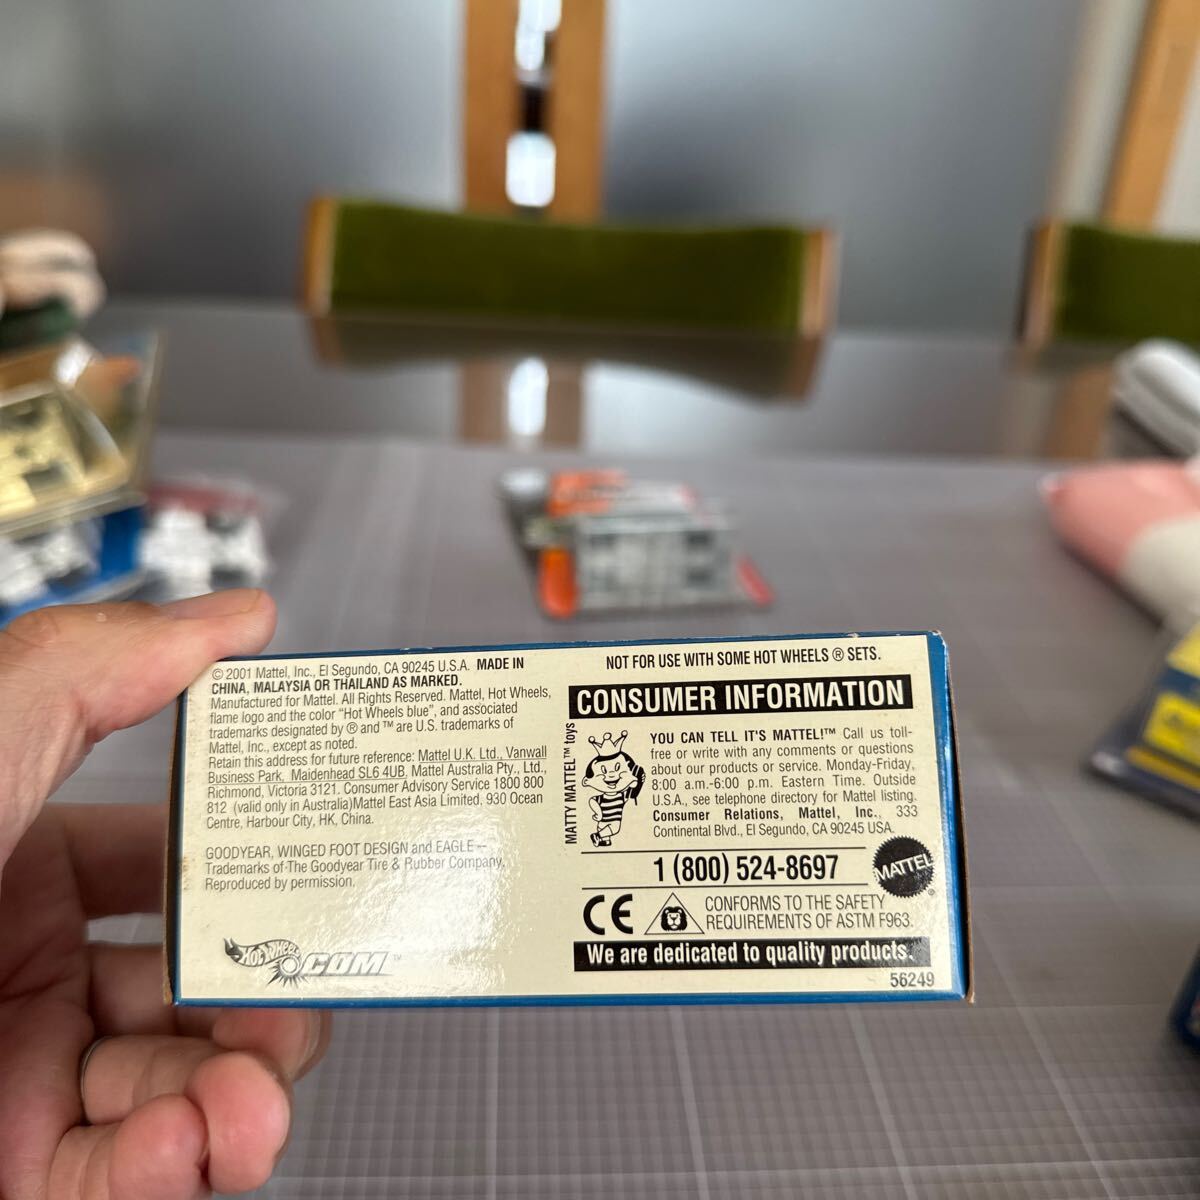 © 2001 Mattel, Inc., El Segundo, CA 90245 U.S.A. MADE IN
CHINA, MALAYSIA OR THAILAND AS MARKED.
Manufactured for Mattel. All Rights Reserved. Mattel, Hot Wheels,
flame logo and the color "Hot Wheels blue", and associated
trademarks designated by ® and ™ are U.S. trademarks of
Mattel, Inc., except as noted.
Retain this address for future reference: Mattel U.K. Ltd., Vanwall
Business Park, Maidenhead SL6 4UB, Mattel Australia Pty., Ltd.,
Richmond, Victoria 3121. Consumer Advisory Service 1800 800
812 (valid only in Australia)Mattel East Asia Limited. 930 Ocean
Centre, Harbour City, HK, China.
GOODYEAR, WINGED FOOT DESIGN and EAGLE –
Trademarks of The Goodyear Tire & Rubber Company.
Reproduced by permission.
HOT WHEELS
.COM™
NOT FOR USE WITH SOME HOT WHEELS ® SETS.
CONSUMER INFORMATION
MATTY MATTEL™ toys
YOU CAN TELL IT'S MATTEL!™ Call us toll-
free or write with any comments or questions
about our products or service. Monday-Friday,
8:00 a.m.-6:00 p.m. Eastern Time. Outside
U.S.A., see telephone directory for Mattel listing.
Consumer Relations, Mattel, Inc., 333
Continental Blvd., El Segundo, CA 90245 USA.
1 (800) 524-8697
MATTEL®
CE
CONFORMS TO THE SAFETY
REQUIREMENTS OF ASTM F963.
We are dedicated to quality products.
56249